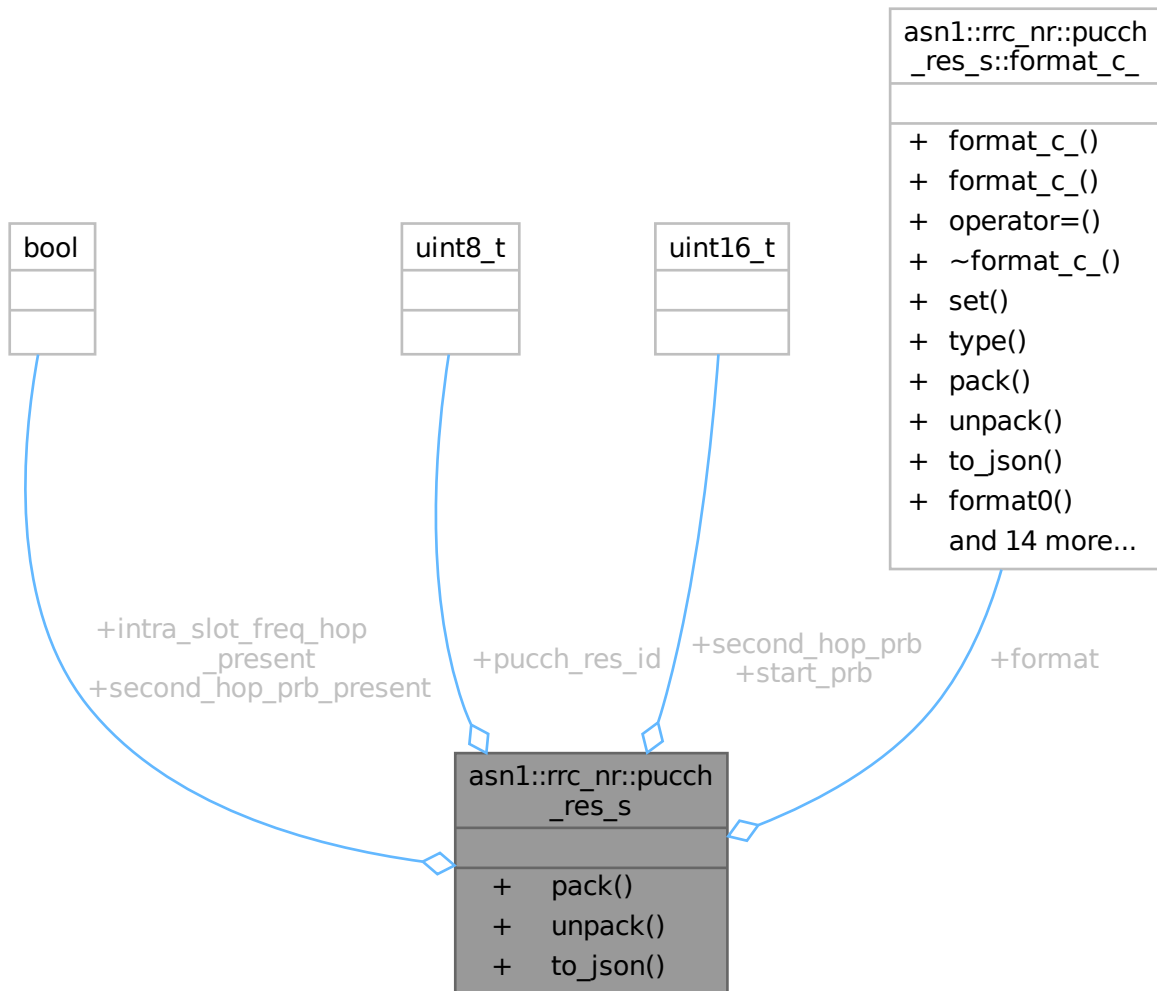 asn1::rrc_nr::pucch
_res_s::format_c_
+ format_c_()
+ format_c_()
+ operator=()
+ ~format_c_()
+ set()
+ type()
+ pack()
+ unpack()
+ to_json()
+ format0()
and 14 more...
bool
uint8_t
uint16_t
+intra_slot_freq_hop
_present
+second_hop_prb_present
+pucch_res_id
+second_hop_prb
+start_prb
+format
asn1::rrc_nr::pucch
_res_s
+ pack()
+ unpack()
+ to_json()